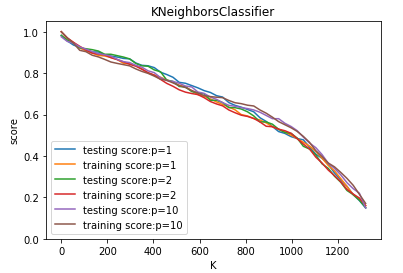 KNeighborsClassifier
1.0
0.8
0.6
0.4
0.2
0.0
score
testing score:p=1
training score:p=1
testing score:p=2
training score:p=2
testing score:p=10
training score:p=10
0 200 400 600 800 1000 1200
K